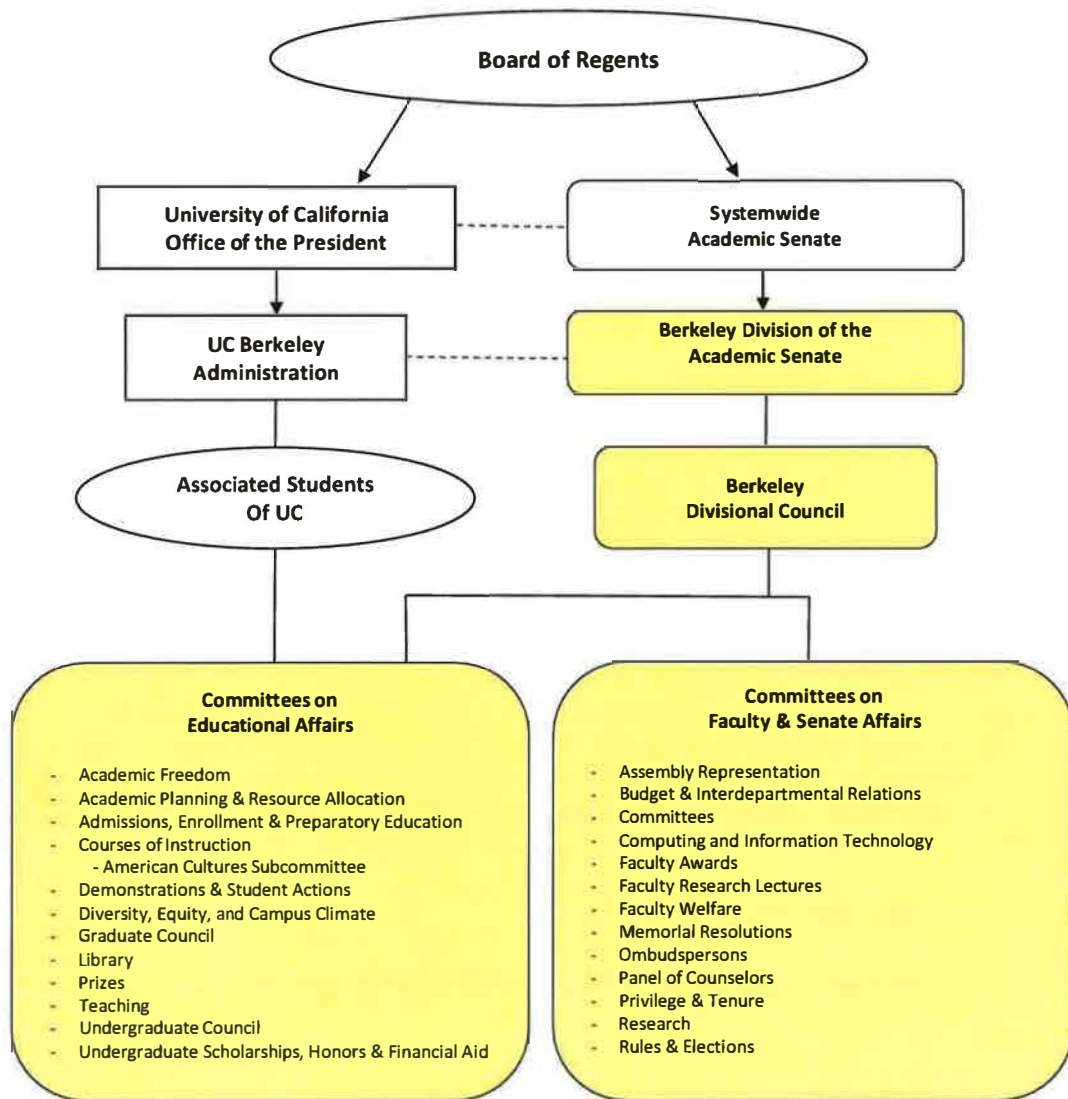 Board of Regents
University of California
Office of the President
Systemwide
Academic Senate
UC Berkeley
Administration
Berkeley Division of the
Academic Senate
Associated Students
Of UC
Berkeley
Divisional Council
Committees on
Educational Affairs
- Academic Freedom
- Academic Planning & Resource Allocation
- Admissions, Enrollment & Preparatory Education
- Courses of Instruction
- American Cultures Subcommittee
- Demonstrations & Student Actions
- Diversity, Equity, and Campus Climate
- Graduate Council
- Library
- Prizes
- Teaching
- Undergraduate Council
- Undergraduate Scholarships, Honors & Financial Aid
Committees on
Faculty & Senate Affairs
- Assembly Representation
- Budget & Interdepartmental Relations
- Committees
- Computing and Information Technology
- Faculty Awards
- Faculty Research Lectures
- Faculty Welfare
- Memorial Resolutions
- Ombudspersons
- Panel of Counselors
- Privilege & Tenure
- Research
- Rules & Elections